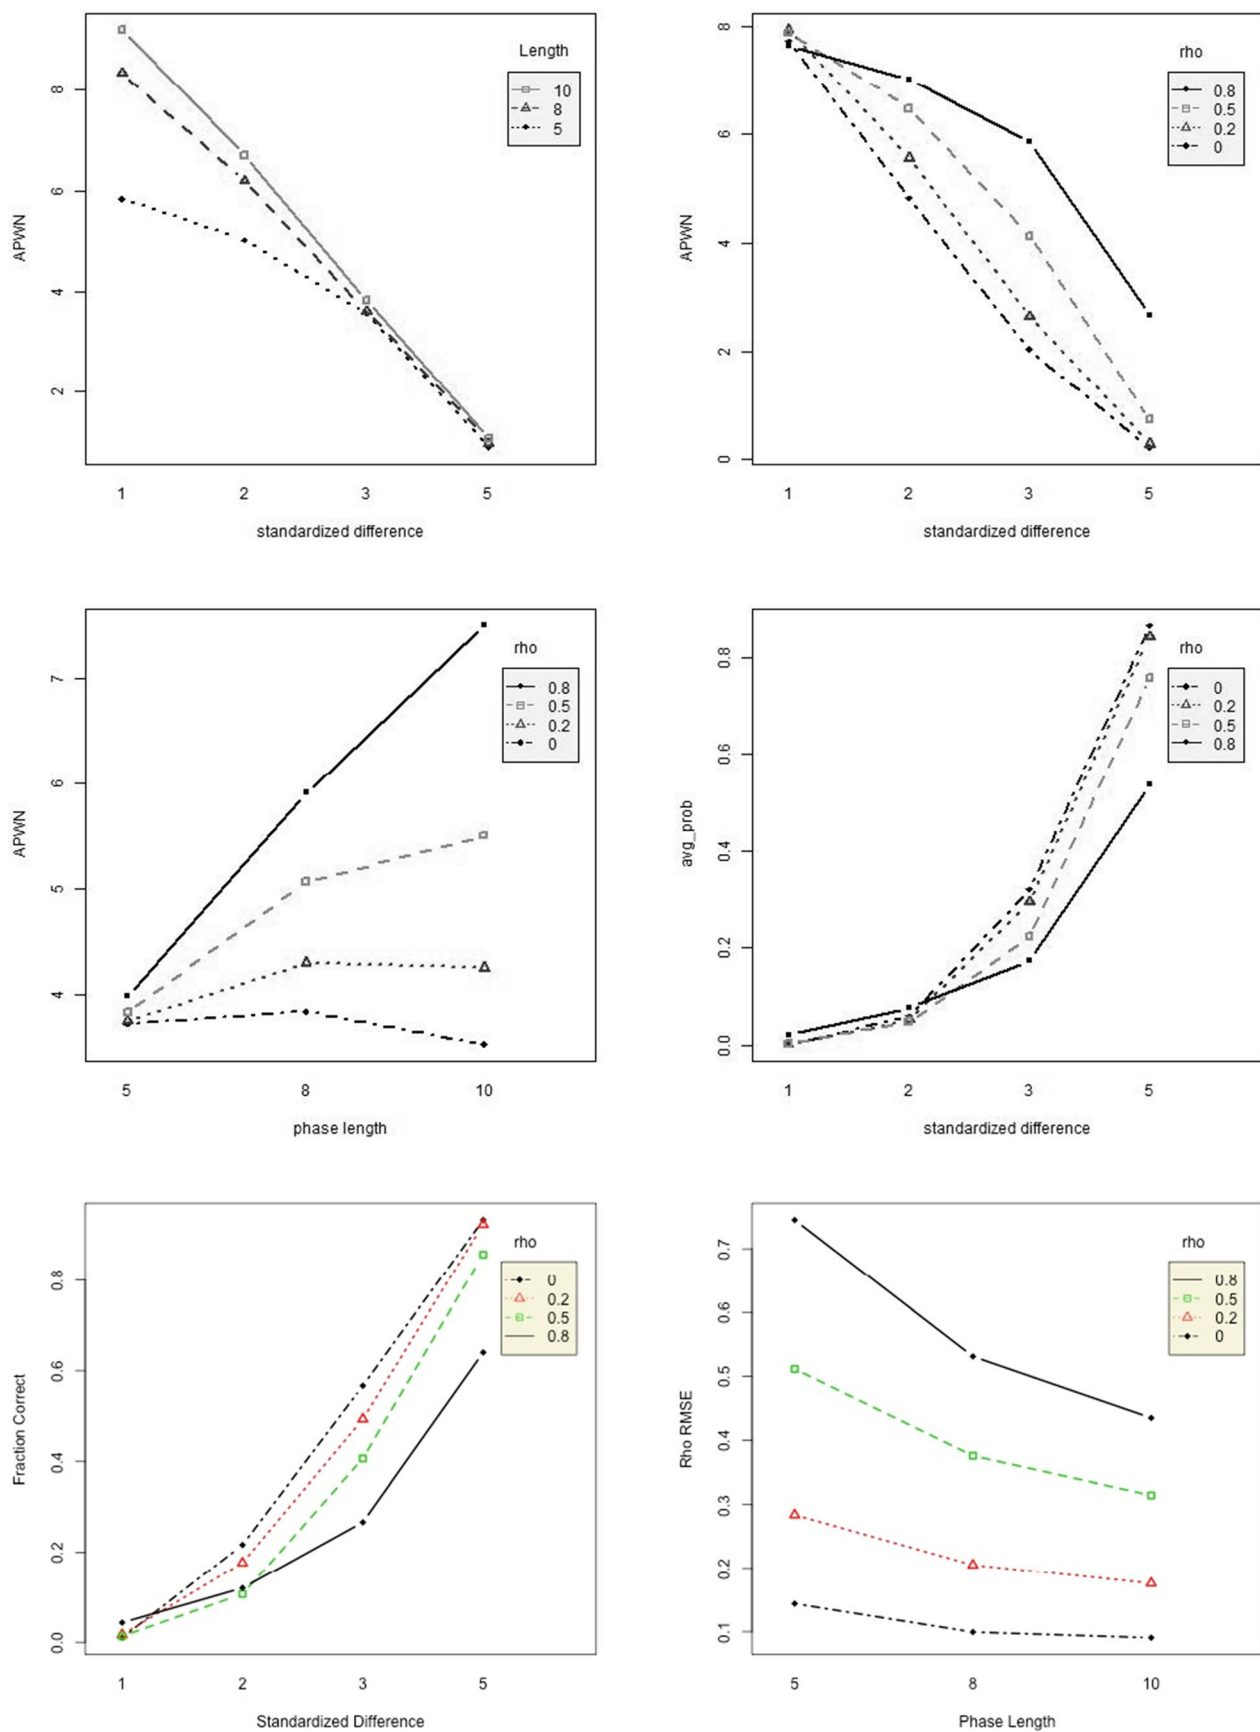 APWN
8
6
4
2
Length
10
8
5
1 2 3 5
standardized difference
APWN
8
6
4
2
0
rho
0.8
0.5
0.2
0
1 2 3 5
standardized difference
APWN
7
6
5
4
rho
0.8
0.5
0.2
0
5 8 10
phase length
avg_prob
0.8
0.6
0.4
0.2
0.0
rho
0
0.2
0.5
0.8
1 2 3 5
standardized difference
Fraction Correct
0.8
0.6
0.4
0.2
0.0
rho
0
0.2
0.5
0.8
1 2 3 5
Standardized Difference
Rho RMSE
0.7
0.6
0.5
0.4
0.3
0.2
0.1
rho
0.8
0.5
0.2
0
5 8 10
Phase Length